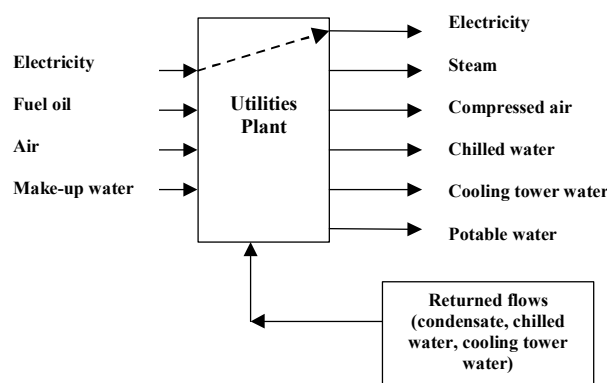 Electricity
Fuel oil
Air
Make-up water
Utilities
Plant
Electricity
Steam
Compressed air
Chilled water
Cooling tower water
Potable water
Returned flows
(condensate, chilled
water, cooling tower
water)